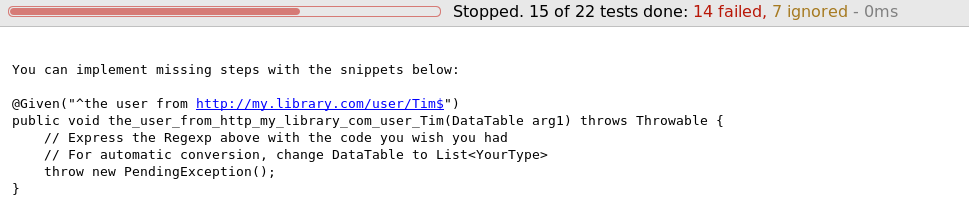 Stopped. 15 of 22 tests done: 14 failed, 7 ignored - 0ms
You can implement missing steps with the snippets below:
@Given("^the user from http://my.library.com/user/Tim$")
public void the_user_from_http_my_library_com_user_Tim(DataTable arg1) throws Throwable {
    // Express the Regexp above with the code you wish you had
    // For automatic conversion, change DataTable to List<YourType>
    throw new PendingException();
}